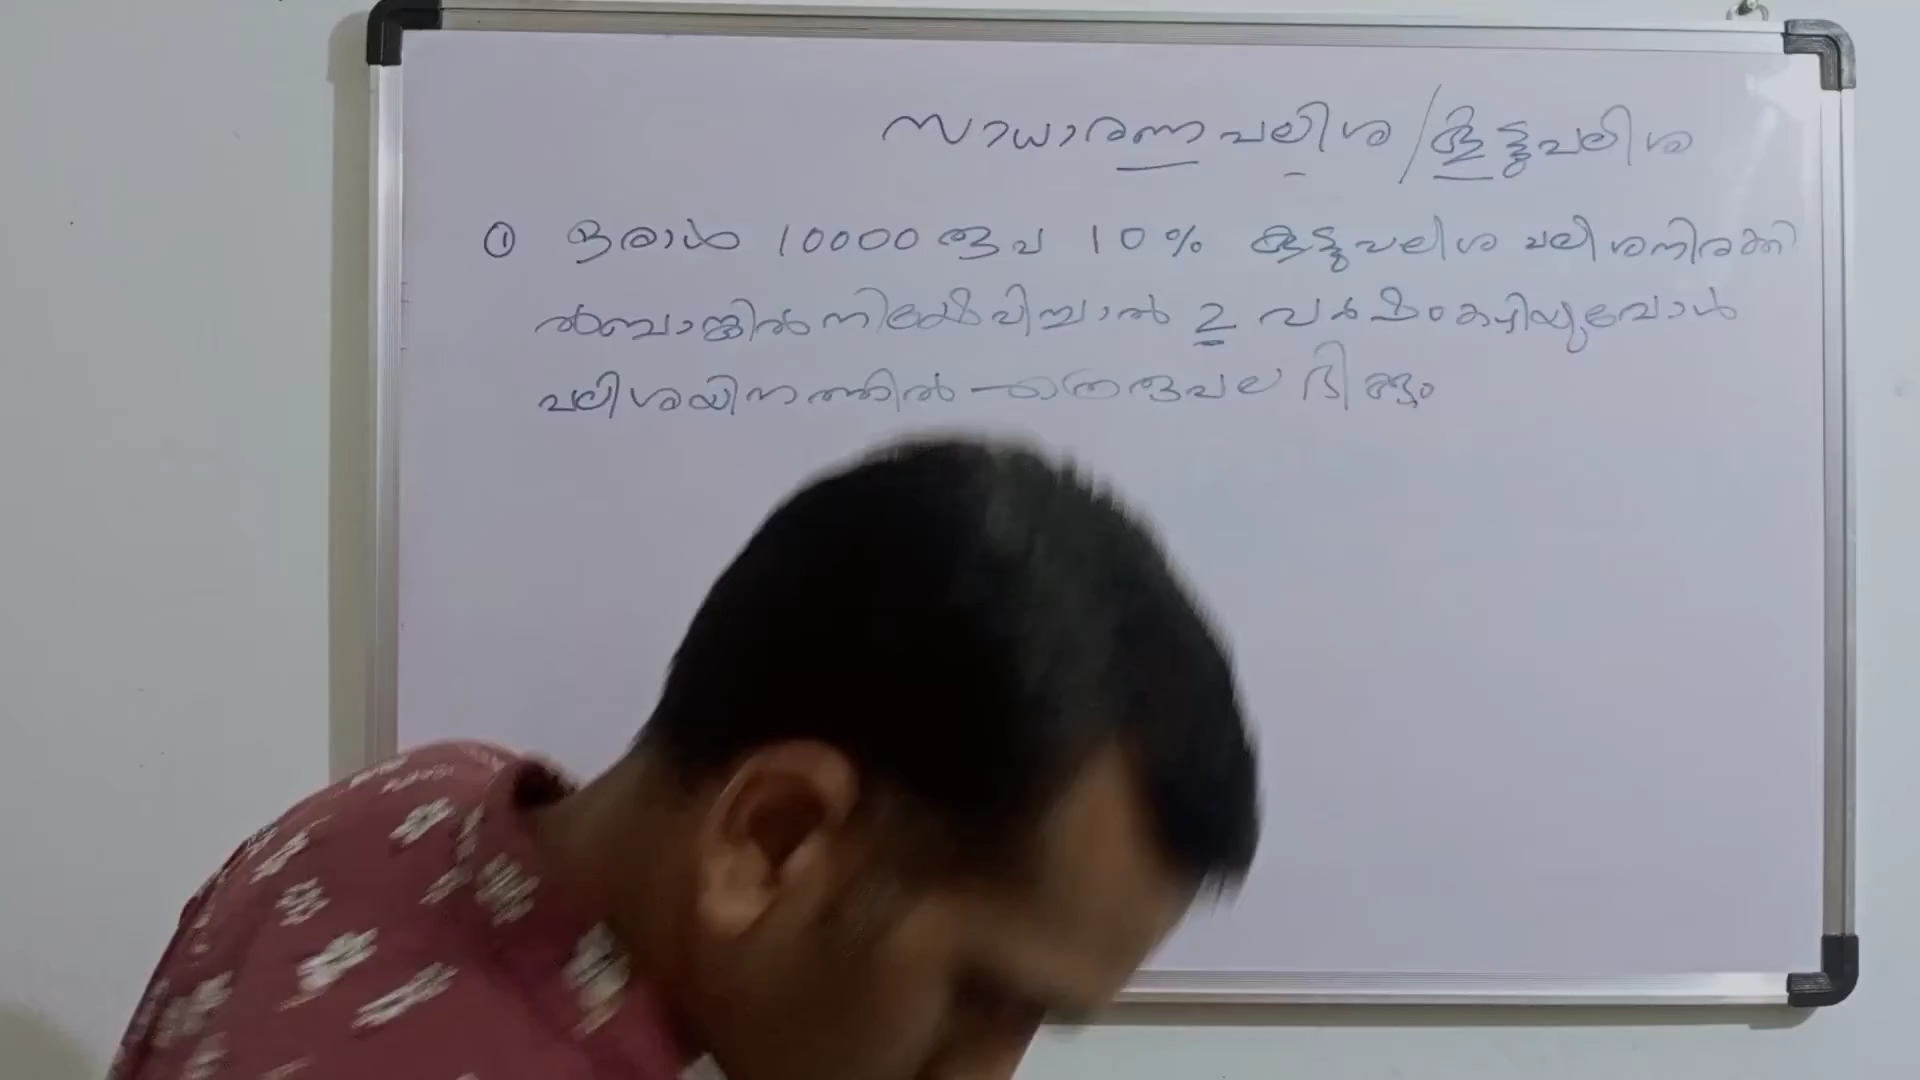 സാധാരണ പലിശ / കൂട്ടുപലിശ
① ഒരാൾ 10000 രൂപ 10% കൂട്ടുപലിശ പലിശനിരക്കി
ൽ ബാങ്കിൽ നിക്ഷേപിച്ചാൽ 2 വർഷം കഴിയുമ്പോൾ
പലിശയിനത്തിൽ എത്ര രൂപ ലഭിക്കും